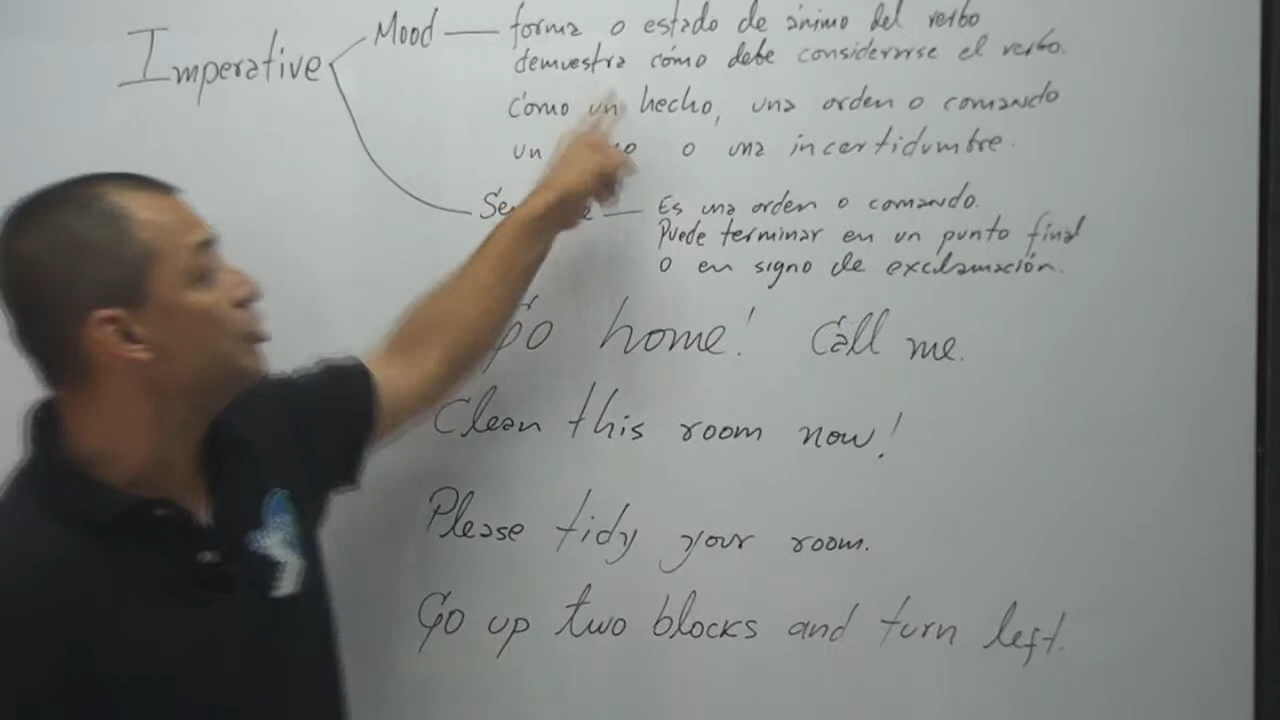 Imperative
Mood — forma o estado de ánimo del verbo
demuestra cómo debe considerarse el verbo.
Como un hecho, una orden o comando
un o una incertidumbre.
— Es una orden o comando.
Puede terminar en un punto final
o en signo de exclamación.
Go home! Call me.
Clean this room now!
Please tidy your room.
Go up two blocks and turn left.